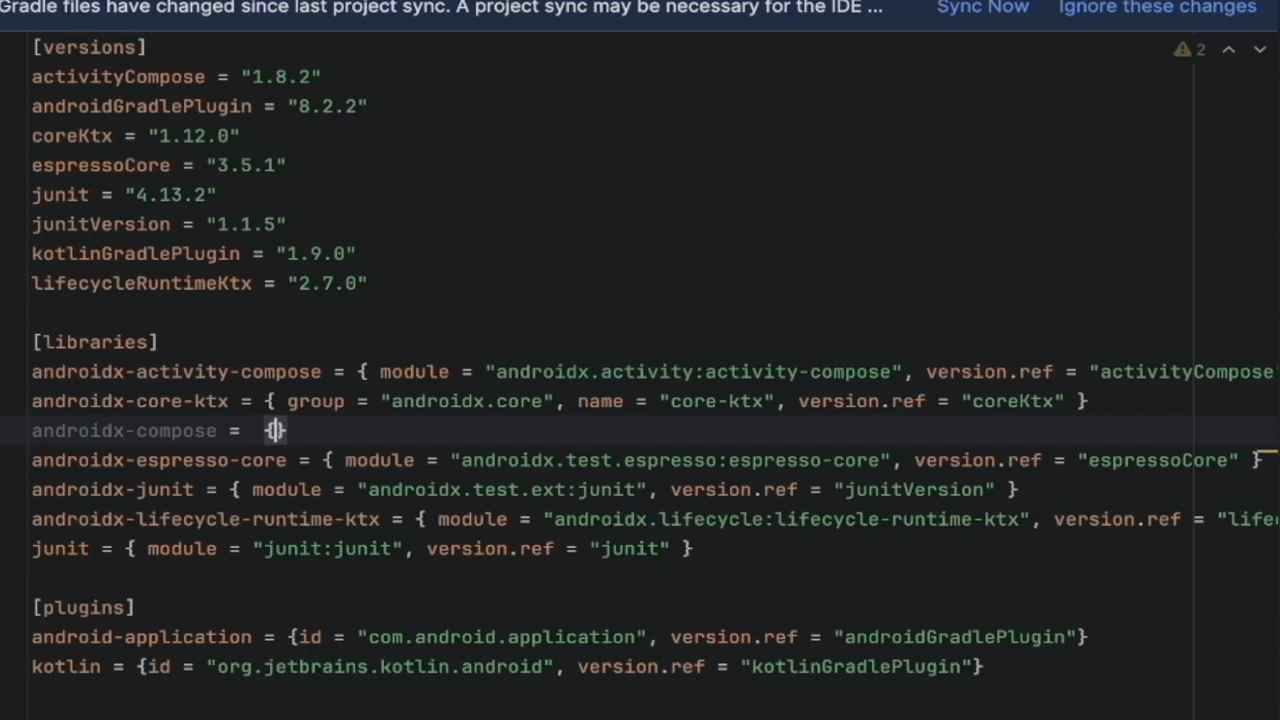 Gradle files have changed since last project sync. A project sync may be necessary for the IDE ... Sync Now Ignore these changes
[versions] 2
activityCompose = "1.8.2"
androidGradlePlugin = "8.2.2"
coreKtx = "1.12.0"
espressoCore = "3.5.1"
junit = "4.13.2"
junitVersion = "1.1.5"
kotlinGradlePlugin = "1.9.0"
lifecycleRuntimeKtx = "2.7.0"
[libraries]
androidx-activity-compose = { module = "androidx.activity:activity-compose", version.ref = "activityCompose
androidx-core-ktx = { group = "androidx.core", name = "core-ktx", version.ref = "coreKtx" }
androidx-compose =  {}
androidx-espresso-core = { module = "androidx.test.espresso:espresso-core", version.ref = "espressoCore" }
androidx-junit = { module = "androidx.test.ext:junit", version.ref = "junitVersion" }
androidx-lifecycle-runtime-ktx = { module = "androidx.lifecycle:lifecycle-runtime-ktx", version.ref = "life
junit = { module = "junit:junit", version.ref = "junit" }
[plugins]
android-application = {id = "com.android.application", version.ref = "androidGradlePlugin"}
kotlin = {id = "org.jetbrains.kotlin.android", version.ref = "kotlinGradlePlugin"}